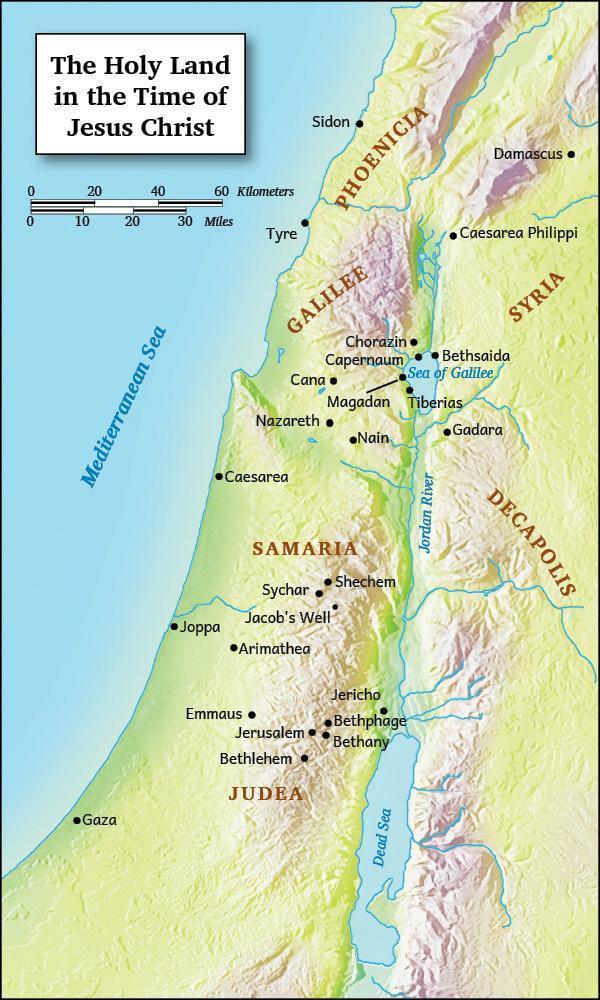 The Holy Land
in the Time of
Jesus Christ
0 20 40 60 Kilometers
0 10 20 30 Miles
Sidon
PHOENICIA
Damascus
Tyre
Caesarea Philippi
GALILEE
SYRIA
Mediterranean Sea
Chorazin
Capernaum
Bethsaida
Sea of Galilee
Cana
Magadan
Tiberias
Nazareth
Gadara
Nain
Caesarea
Jordan River
DECAPOLIS
SAMARIA
Shechem
Sychar
Jacob's Well
Joppa
Arimathea
Jericho
Emmaus
Bethphage
Jerusalem
Bethany
Bethlehem
JUDEA
Gaza
Dead Sea